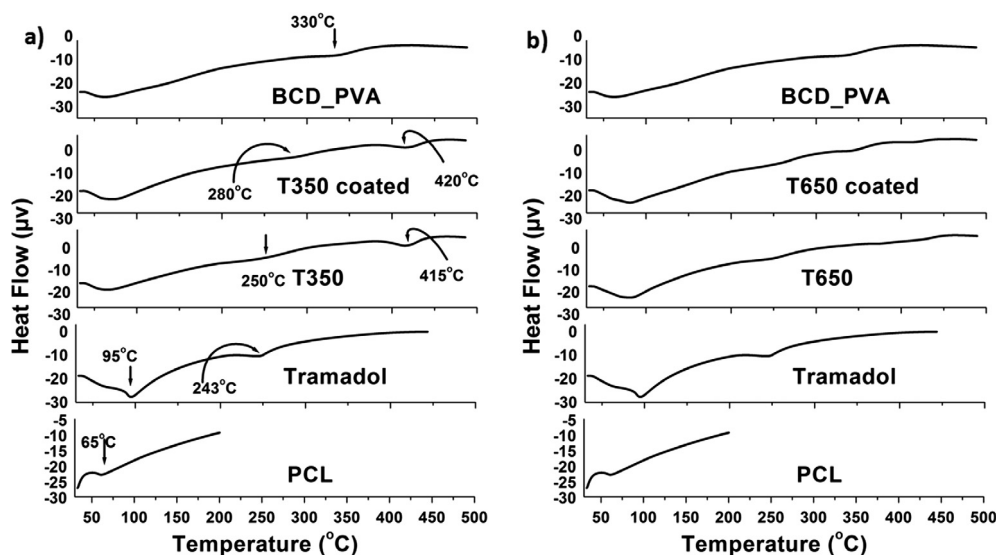 a)
Heat Flow (µv)
330°C
0
-10
-20
-30
BCD_PVA
0
-10
-20
-30
280°C
T350 coated
420°C
0
-10
-20
-30
250°C
T350
415°C
0
-10
-20
-30
95°C
243°C
Tramadol
-5
-10
-15
-20
-25
-30
65°C
PCL
50 100 150 200 250 300 350 400 450 500
Temperature (°C)
b)
Heat Flow (µv)
0
-10
-20
-30
BCD_PVA
0
-10
-20
-30
T650 coated
0
-10
-20
-30
T650
0
-10
-20
-30
Tramadol
-5
-10
-15
-20
-25
-30
PCL
50 100 150 200 250 300 350 400 450 500
Temperature (°C)